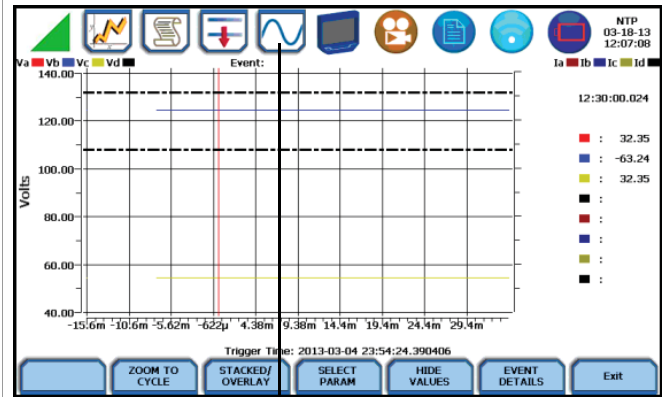 NTP
03-18-13
12:07:08
Va Vb Vc Vd
Event:
Ia Ib Ic Id
140.00
120.00
100.00
80.00
60.00
40.00
Volts
-15.6m -10.6m -5.62m -622µ 4.38m 9.38m 14.4m 19.4m 24.4m 29.4m
12:30:00.024
: 32.35
: -63.24
: 32.35
:
:
:
:
:
Trigger Time: 2013-03-04 23:54:24.390406
ZOOM TO
CYCLE
STACKED/
OVERLAY
SELECT
PARAM
HIDE
VALUES
EVENT
DETAILS
Exit